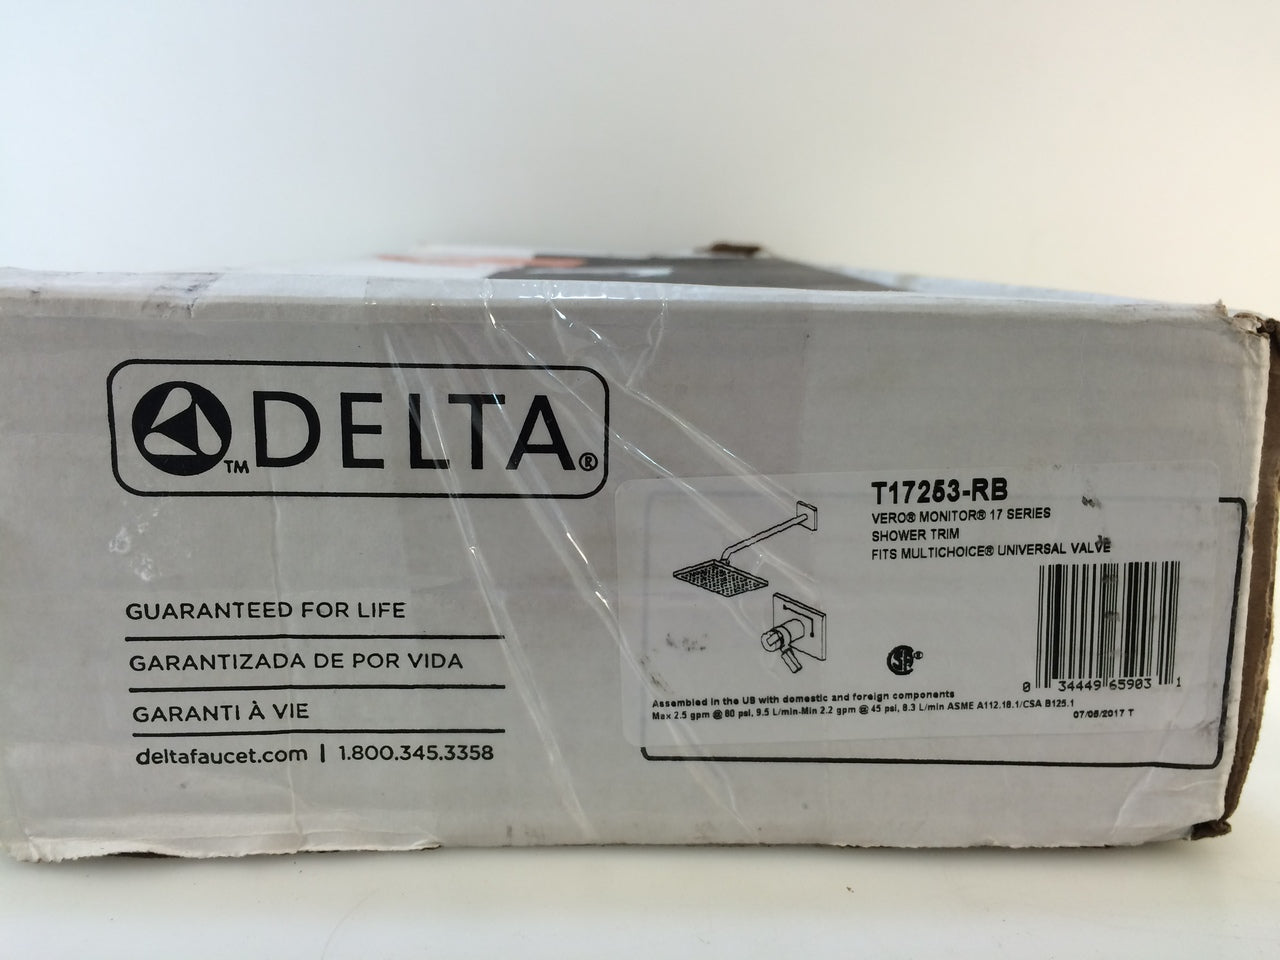 ™DELTA®
GUARANTEED FOR LIFE
GARANTIZADA DE POR VIDA
GARANTI À VIE
deltafaucet.com | 1.800.345.3358
T17253-RB
VERO® MONITOR® 17 SERIES
SHOWER TRIM
FITS MULTICHOICE® UNIVERSAL VALVE
SP®
0 34449 65903 1
Assembled in the US with domestic and foreign components
Max 2.5 gpm @ 80 psi, 9.5 L/min-Min 2.2 gpm @ 45 psi, 8.3 L/min ASME A112.18.1/CSA B125.1
07/05/2017 T